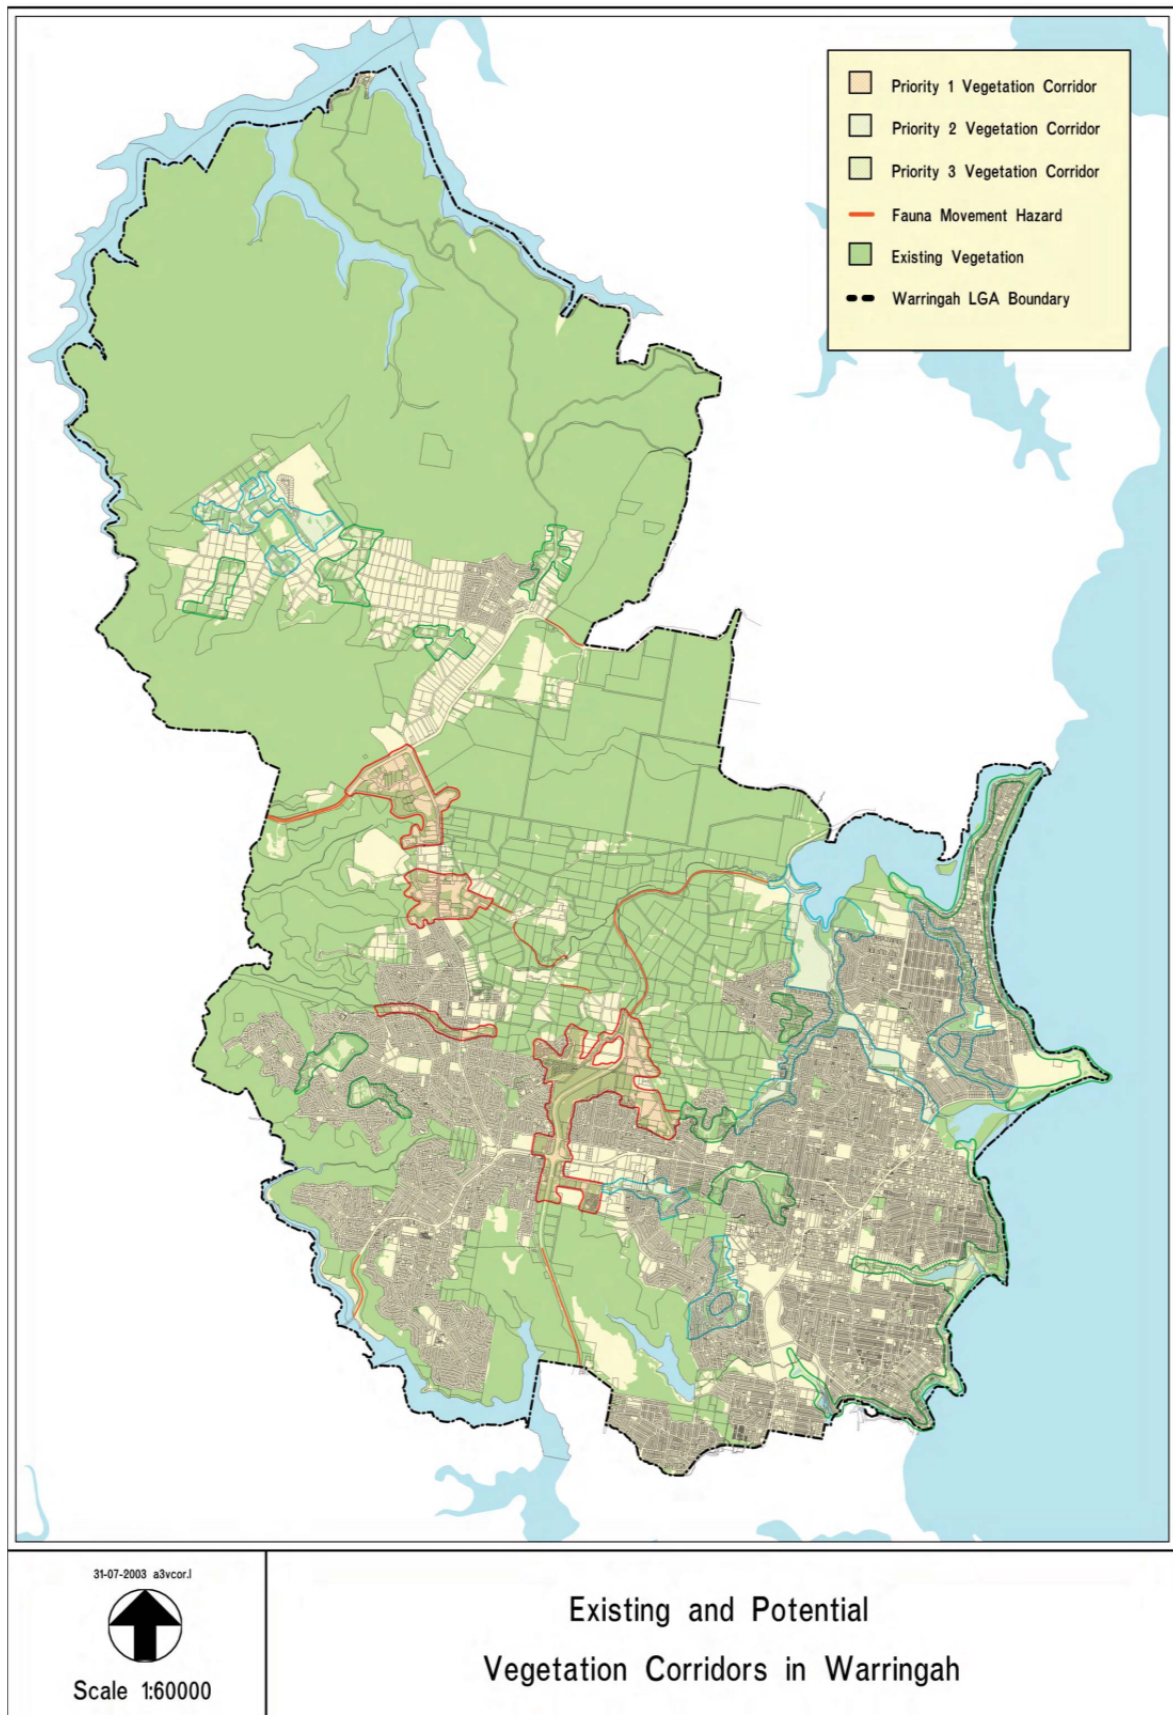 Priority 1 Vegetation Corridor
Priority 2 Vegetation Corridor
Priority 3 Vegetation Corridor
Fauna Movement Hazard
Existing Vegetation
Warringah LGA Boundary
31-07-2003 a3vcor.l
Scale 1:60000
Existing and Potential
Vegetation Corridors in Warringah